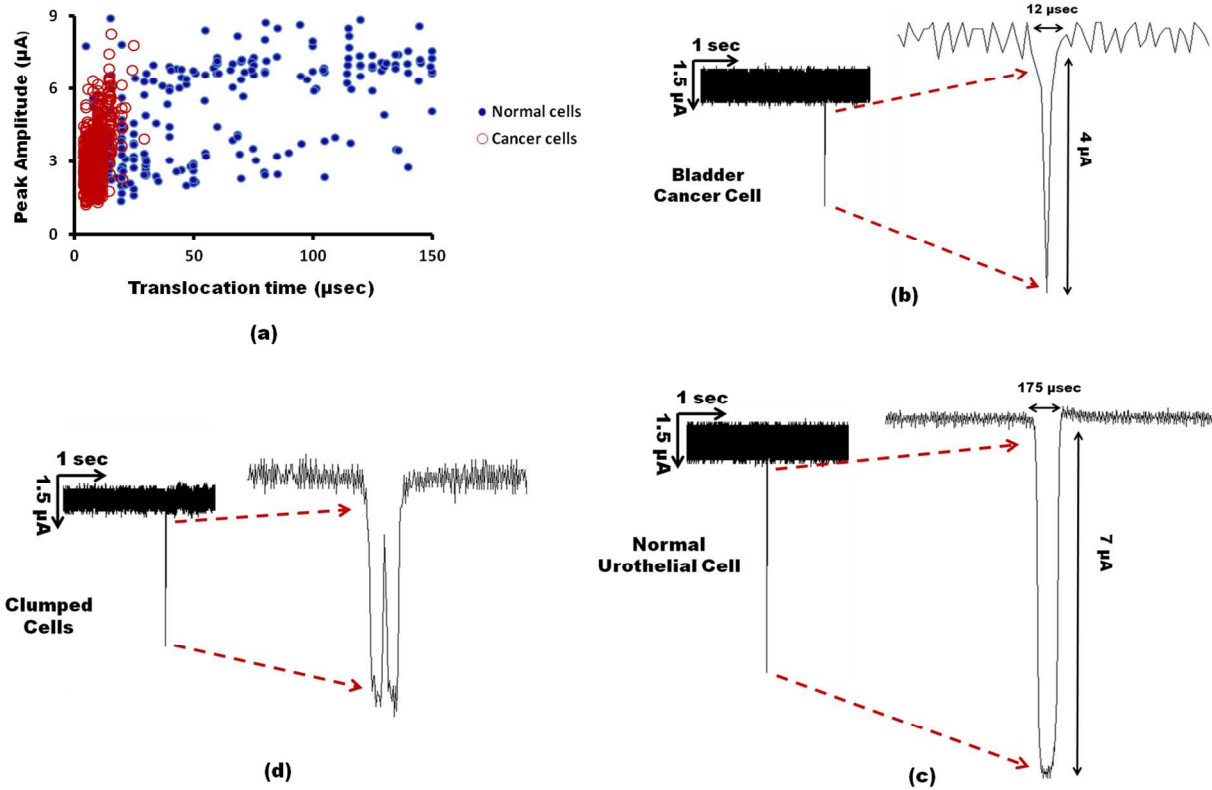 9
6
3
0
Peak Amplitude (µA)
0 50 100 150
Translocation time (µsec)
Normal cells
Cancer cells
(a)
12 µsec
1 sec
1.5 µA
4 µA
Bladder
Cancer Cell
(b)
1 sec
1.5 µA
Clumped
Cells
(d)
175 µsec
1 sec
1.5 µA
Normal
Urothelial Cell
7 µA
(c)